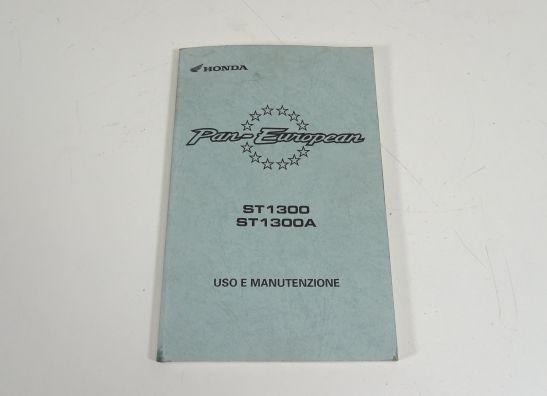 HONDA
Pan-European
ST1300
ST1300A
USO E MANUTENZIONE